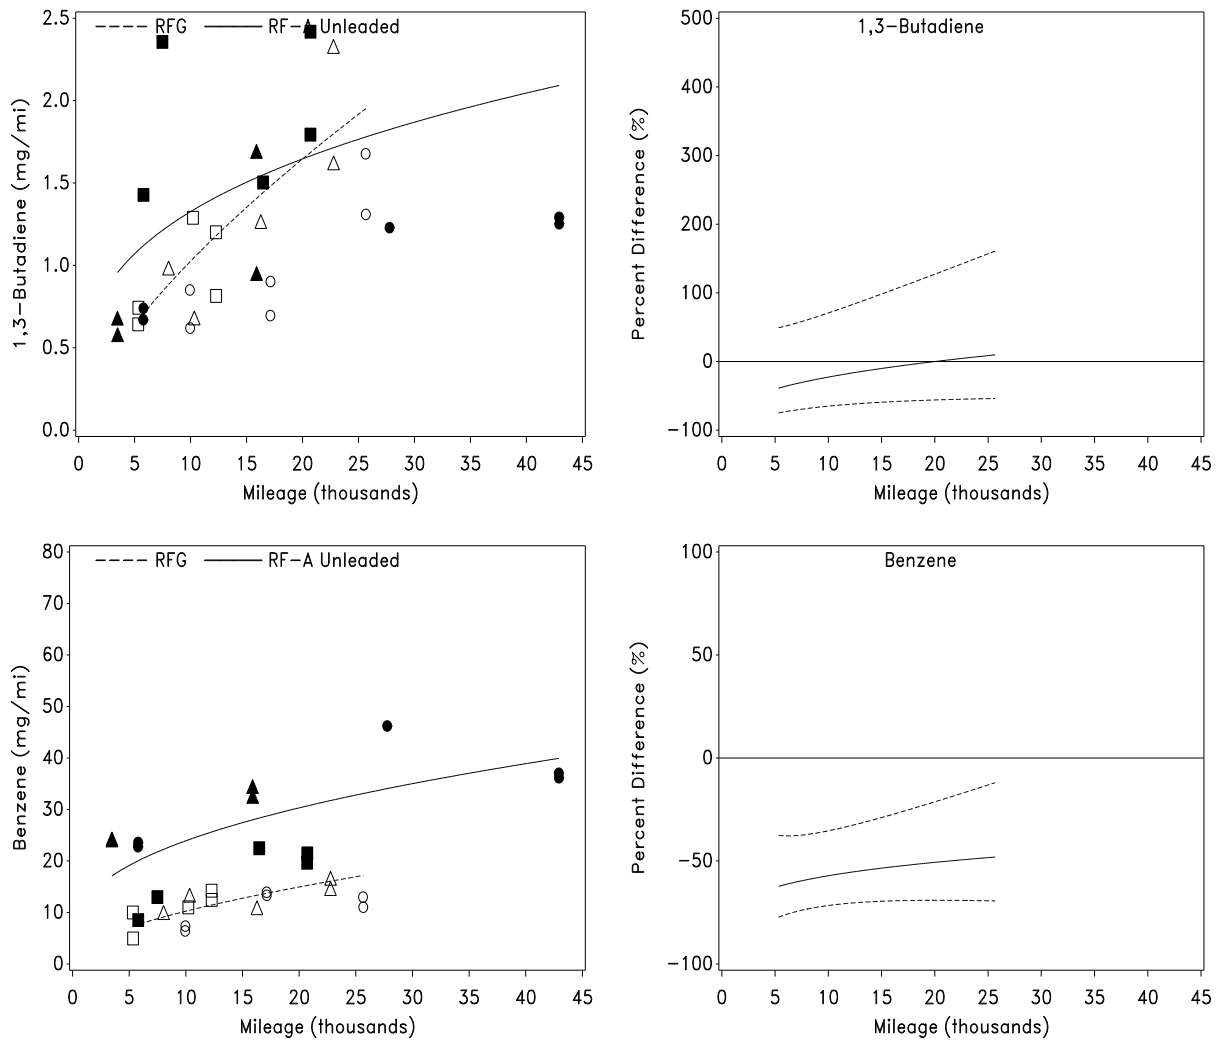 RFG RF-A Unleaded
2.5
2.0
1.5
1.0
0.5
0.0
1,3-Butadiene (mg/mi)
0 5 10 15 20 25 30 35 40 45
Mileage (thousands)
1,3-Butadiene
500
400
300
200
100
0
-100
Percent Difference (%)
0 5 10 15 20 25 30 35 40 45
Mileage (thousands)
RFG RF-A Unleaded
80
70
60
50
40
30
20
10
0
Benzene (mg/mi)
0 5 10 15 20 25 30 35 40 45
Mileage (thousands)
Benzene
100
50
0
-50
-100
Percent Difference (%)
0 5 10 15 20 25 30 35 40 45
Mileage (thousands)